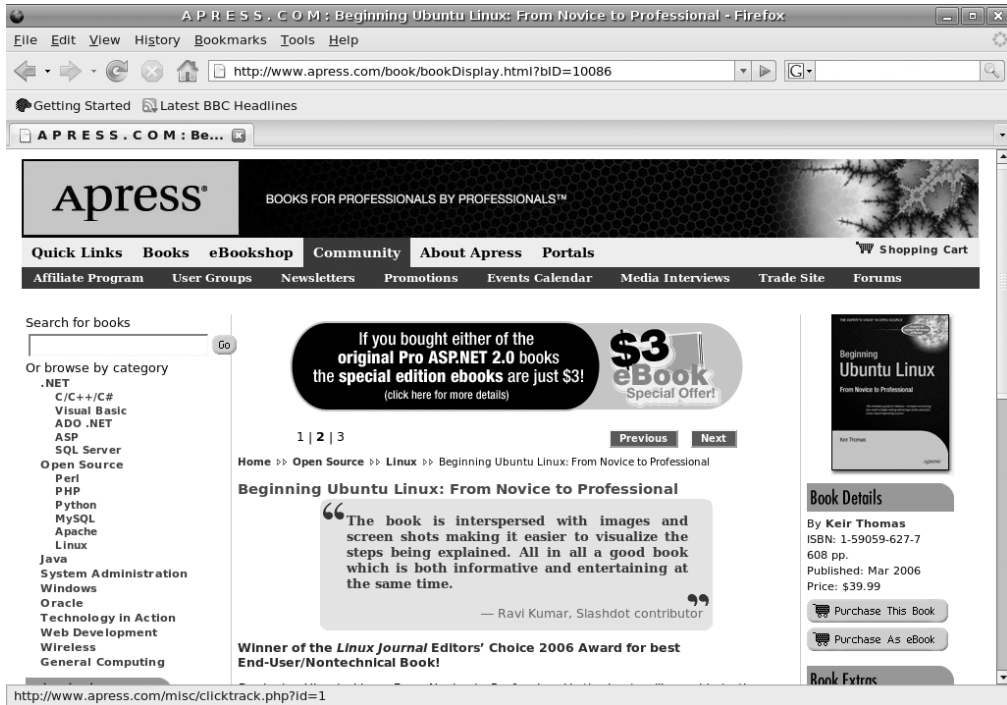 A P R E S S . C O M : Beginning Ubuntu Linux: From Novice to Professional - Firefox
File Edit View History Bookmarks Tools Help
http://www.apress.com/book/bookDisplay.html?bID=10086
G
Getting Started Latest BBC Headlines
A P R E S S . C O M : Be...
Apress®
BOOKS FOR PROFESSIONALS BY PROFESSIONALS™
Quick Links Books eBookshop Community About Apress Portals Shopping Cart
Affiliate Program User Groups Newsletters Promotions Events Calendar Media Interviews Trade Site Forums
Search for books
Go
Or browse by category
.NET
C/C++/C#
Visual Basic
ADO .NET
ASP
SQL Server
Open Source
Perl
PHP
Python
MySQL
Apache
Linux
Java
System Administration
Windows
Oracle
Technology in Action
Web Development
Wireless
General Computing
If you bought either of the
original Pro ASP.NET 2.0 books
the special edition ebooks are just $3!
(click here for more details)
$3
eBook
Special Offer!
1 | 2 | 3
Previous Next
Home ▷▷ Open Source ▷▷ Linux ▷▷ Beginning Ubuntu Linux: From Novice to Professional
Beginning Ubuntu Linux: From Novice to Professional
“The book is interspersed with images and
screen shots making it easier to visualize the
steps being explained. All in all a good book
which is both informative and entertaining at
the same time.
”
— Ravi Kumar, Slashdot contributor
Winner of the Linux Journal Editors’ Choice 2006 Award for best
End-User/Nontechnical Book!
Beginning
Ubuntu Linux
From Novice to Professional
Keir Thomas
Book Details
By Keir Thomas
ISBN: 1-59059-627-7
608 pp.
Published: Mar 2006
Price: $39.99
Purchase This Book
Purchase As eBook
Book Extras
http://www.apress.com/misc/clicktrack.php?id=1